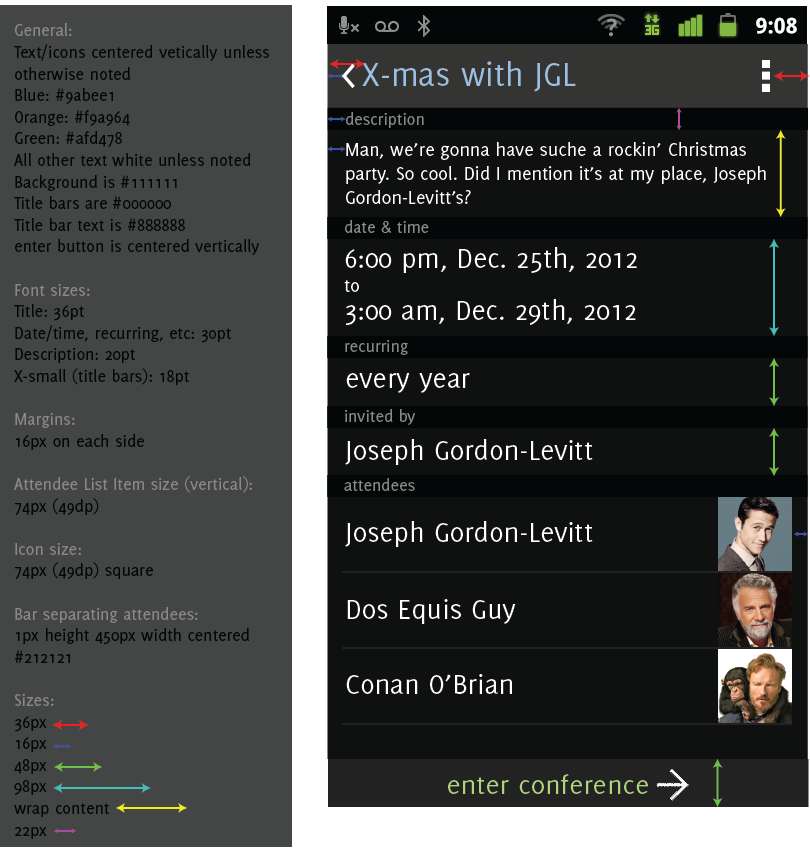 General:
Text/icons centered vetically unless
otherwise noted
Blue: #9abee1
Orange: #f9a964
Green: #afd478
All other text white unless noted
Background is #111111
Title bars are #000000
Title bar text is #888888
enter button is centered vertically
Font sizes:
Title: 36pt
Date/time, recurring, etc: 30pt
Description: 20pt
X-small (title bars): 18pt
Margins:
16px on each side
Attendee List Item size (vertical):
74px (49dp)
Icon size:
74px (49dp) square
Bar separating attendees:
1px height 450px width centered
#212121
Sizes:
36px
16px
48px
98px
wrap content
22px
3G
9:08
X-mas with JGL
description
Man, we're gonna have suche a rockin' Christmas
party. So cool. Did I mention it's at my place, Joseph
Gordon-Levitt's?
date & time
6:00 pm, Dec. 25th, 2012
to
3:00 am, Dec. 29th, 2012
recurring
every year
invited by
Joseph Gordon-Levitt
attendees
Joseph Gordon-Levitt
Dos Equis Guy
Conan O'Brian
enter conference